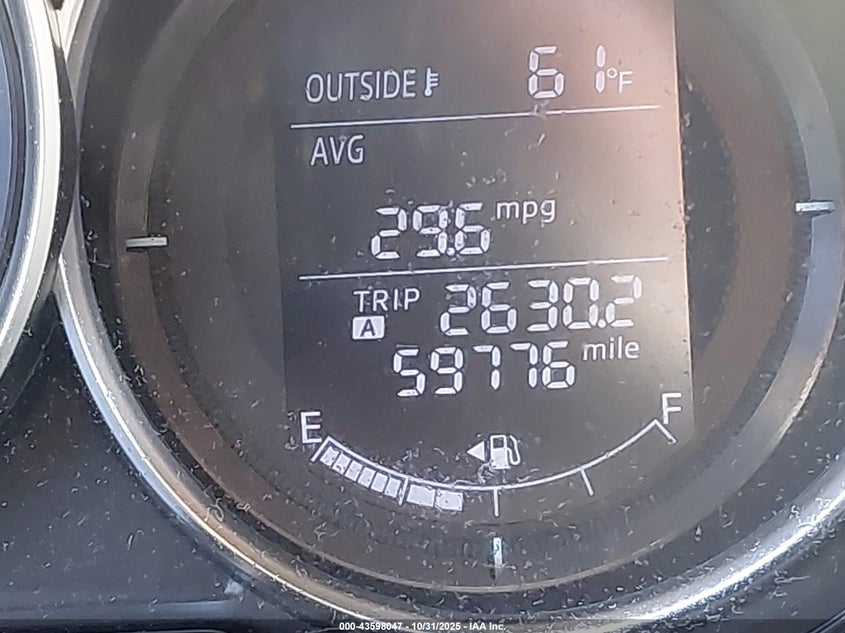 OUTSIDE 61°F
AVG
29.6 mpg
TRIP A 2630.2
59776 mile
E F
000-43598047 - 10/31/2025 - IAA Inc.